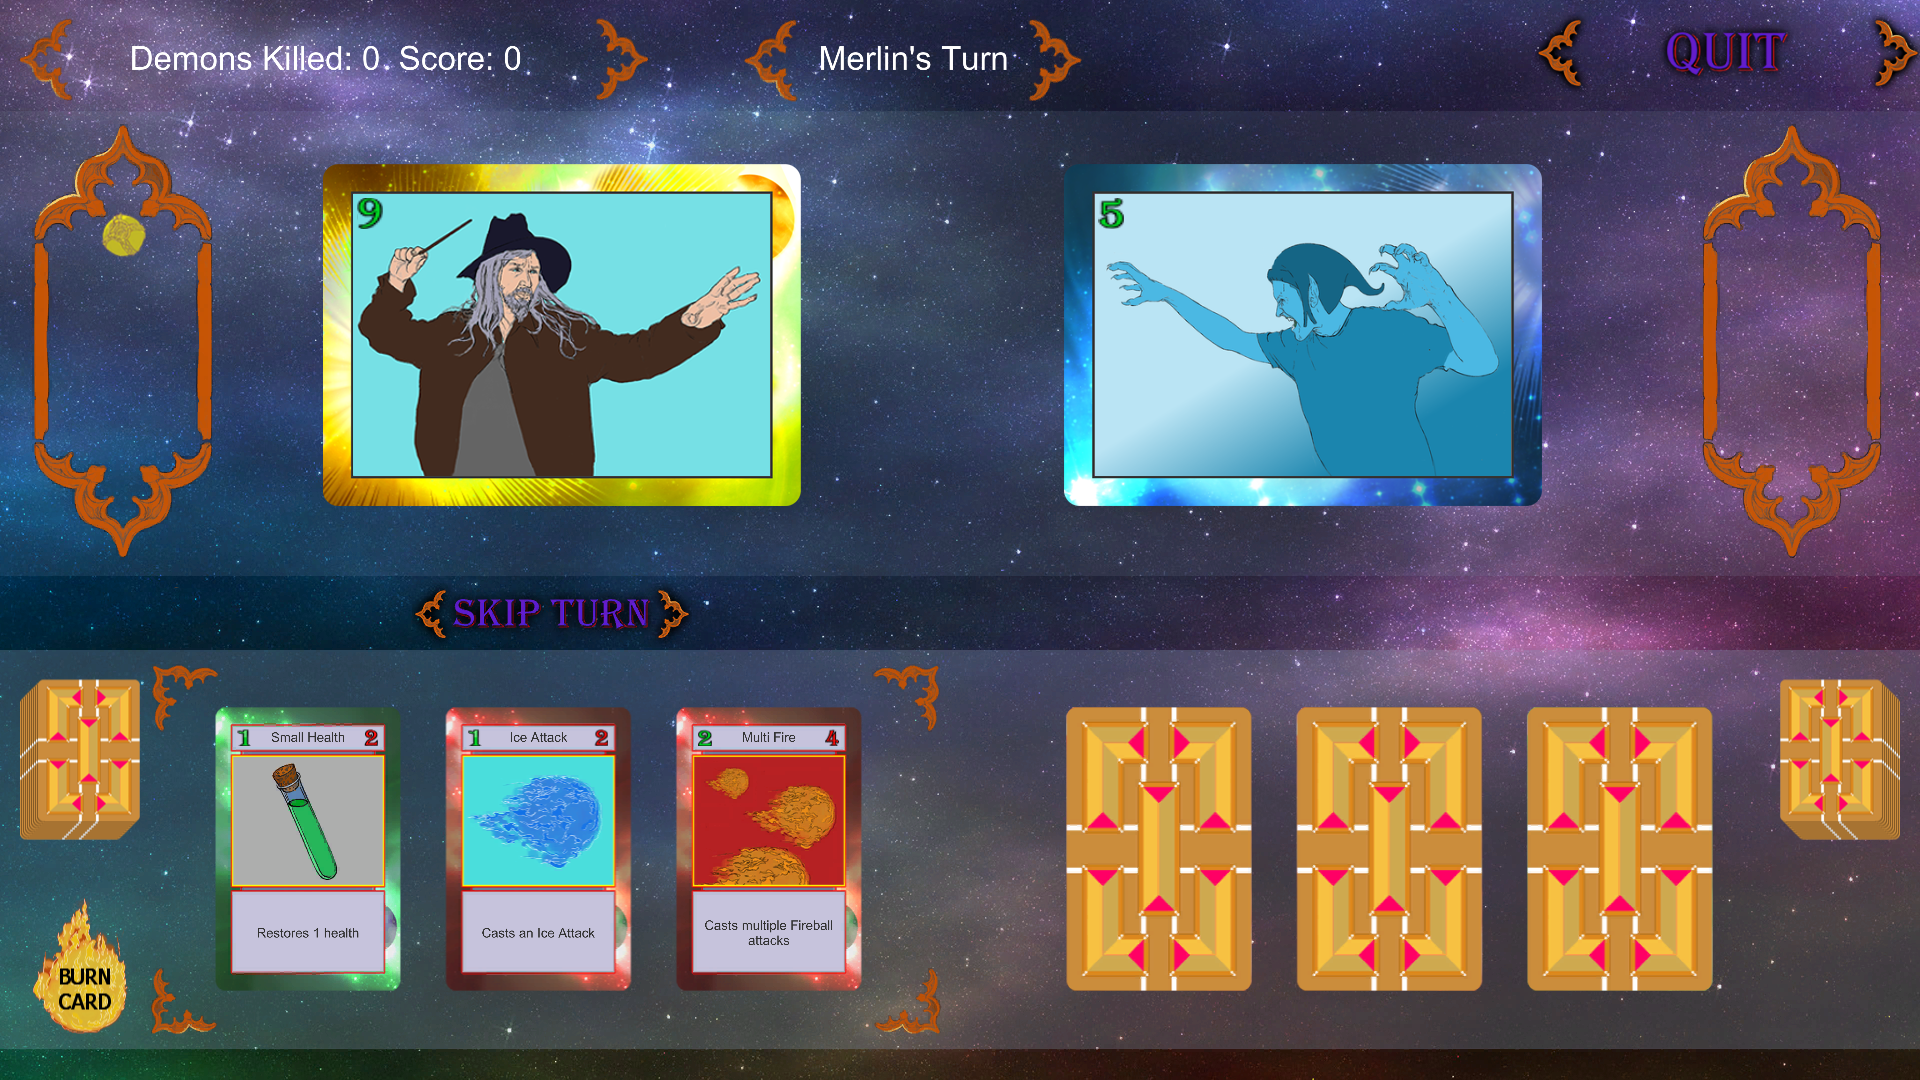 Demons Killed: 0 Score: 0
Merlin's Turn
QUIT
9
5
SKIP TURN
1 Small Health 2
Restores 1 health
1 Ice Attack 2
Casts an Ice Attack
2 Multi Fire 4
Casts multiple Fireball
attacks
BURN
CARD